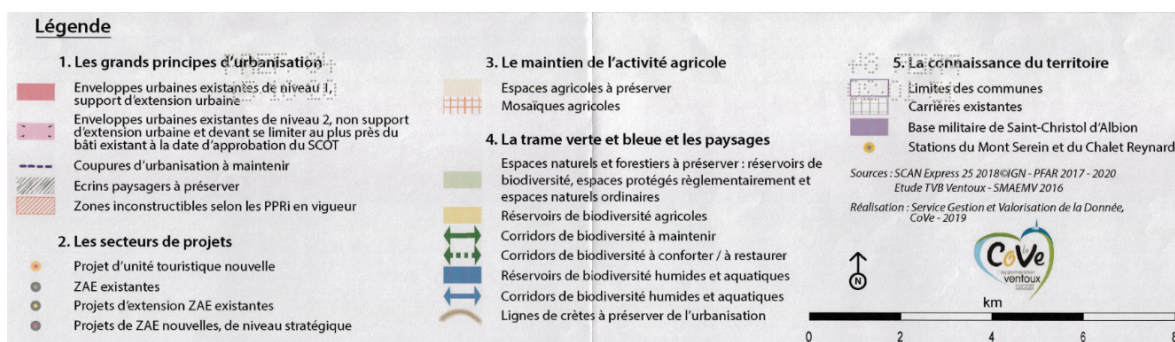 Légende
1. Les grands principes d'urbanisation
Enveloppes urbaines existantes de niveau 1,
support d'extension urbaine
Enveloppes urbaines existantes de niveau 2, non support
d'extension urbaine et devant se limiter au plus près du
bâti existant à la date d'approbation du SCOT
Coupures d'urbanisation à maintenir
Ecrins paysagers à préserver
Zones inconstructibles selon les PPRi en vigueur
2. Les secteurs de projets
Projet d'unité touristique nouvelle
ZAE existantes
Projets d'extension ZAE existantes
Projets de ZAE nouvelles, de niveau stratégique
3. Le maintien de l'activité agricole
Espaces agricoles à préserver
Mosaïques agricoles
4. La trame verte et bleue et les paysages
Espaces naturels et forestiers à préserver : réservoirs de
biodiversité, espaces protégés règlementairement et
espaces naturels ordinaires
Réservoirs de biodiversité agricoles
Corridors de biodiversité à maintenir
Corridors de biodiversité à conforter / à restaurer
Réservoirs de biodiversité humides et aquatiques
Corridors de biodiversité humides et aquatiques
Lignes de crètes à préserver de l'urbanisation
5. La connaissance du territoire
Limites des communes
Carrières existantes
Base militaire de Saint-Christol d'Albion
Stations du Mont Serein et du Chalet Reynard
Sources : SCAN Express 25 2018©IGN - PFAR 2017 - 2020
Etude TVB Ventoux - SMAEMV 2016
Réalisation : Service Gestion et Valorisation de la Donnée,
CoVe - 2019
la
CoVe
ventoux
N
km
0 2 4 6 8